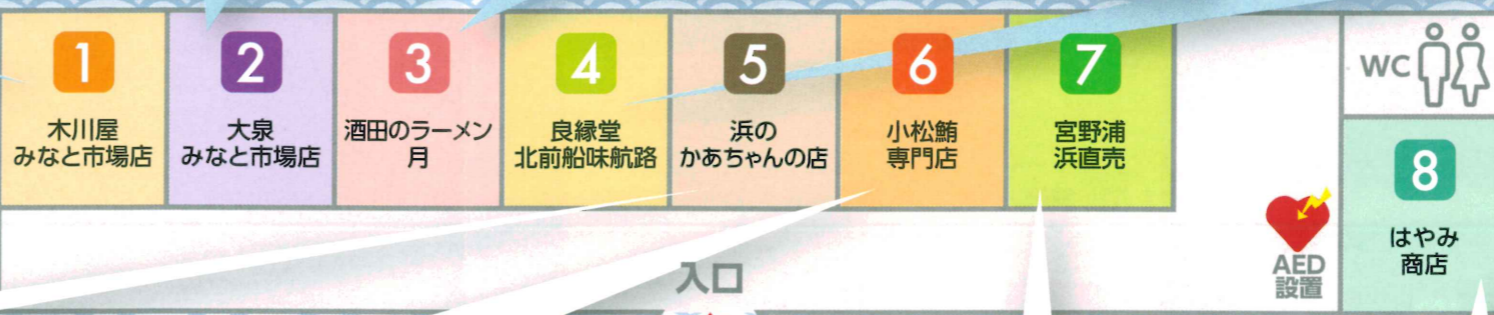 1
木川屋
みなと市場店
2
大泉
みなと市場店
3
酒田のラーメン
月
4
良縁堂
北前船味航路
5
浜の
かあちゃんの店
6
小松鮪
専門店
7
宮野浦
浜直売
WC
8
はやみ
商店
AED
設置
入口